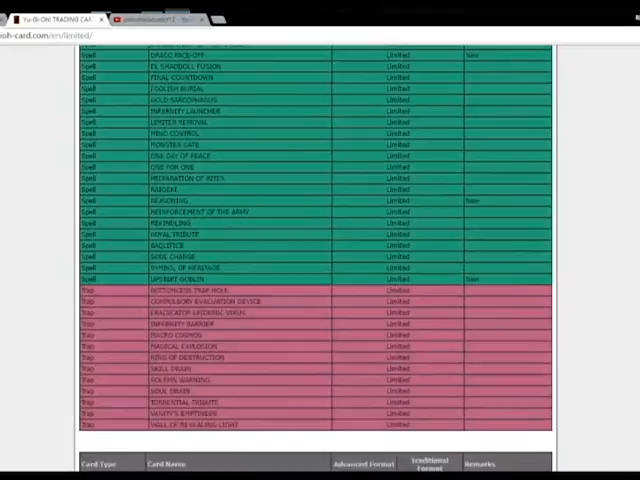 Yu-Gi-Oh! TRADING CAR
ioh-card.com/en/limited/
Spell DRACO FACE-OFF Limited New
Spell EL SHADDOLL FUSION Limited
Spell FINAL COUNTDOWN Limited
Spell FOOLISH BURIAL Limited
Spell GOLD SARCOPHAGUS Limited
Spell INFERNITY LAUNCHER Limited
Spell LIMITER REMOVAL Limited
Spell MIND CONTROL Limited
Spell MONSTER GATE Limited
Spell ONE DAY OF PEACE Limited
Spell ONE FOR ONE Limited
Spell PREPARATION OF RITES Limited
Spell RAIGEKI Limited
Spell REASONING Limited New
Spell REINFORCEMENT OF THE ARMY Limited
Spell REKINDLING Limited
Spell ROYAL TRIBUTE Limited
Spell SAQLIFICE Limited
Spell SOUL CHARGE Limited
Spell SYMBOL OF HERITAGE Limited
Spell UPSTART GOBLIN Limited New
Trap BOTTOMLESS TRAP HOLE Limited
Trap COMPULSORY EVACUATION DEVICE Limited
Trap ERADICATOR EPIDEMIC VIRUS Limited
Trap INFERNITY BARRIER Limited
Trap MACRO COSMOS Limited
Trap MAGICAL EXPLOSION Limited
Trap RING OF DESTRUCTION Limited
Trap SKILL DRAIN Limited
Trap SOLEMN WARNING Limited
Trap SOUL DRAIN Limited
Trap TORRENTIAL TRIBUTE Limited
Trap VANITY'S EMPTINESS Limited
Trap WALL OF REVEALING LIGHT Limited
Card Type Card Name Advanced Format Traditional Format Remarks